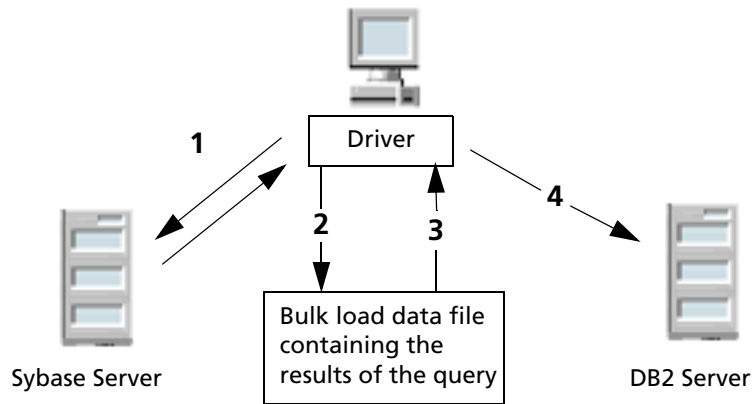 1
Driver
2
3
4
Bulk load data file
containing the
results of the query
Sybase Server
DB2 Server